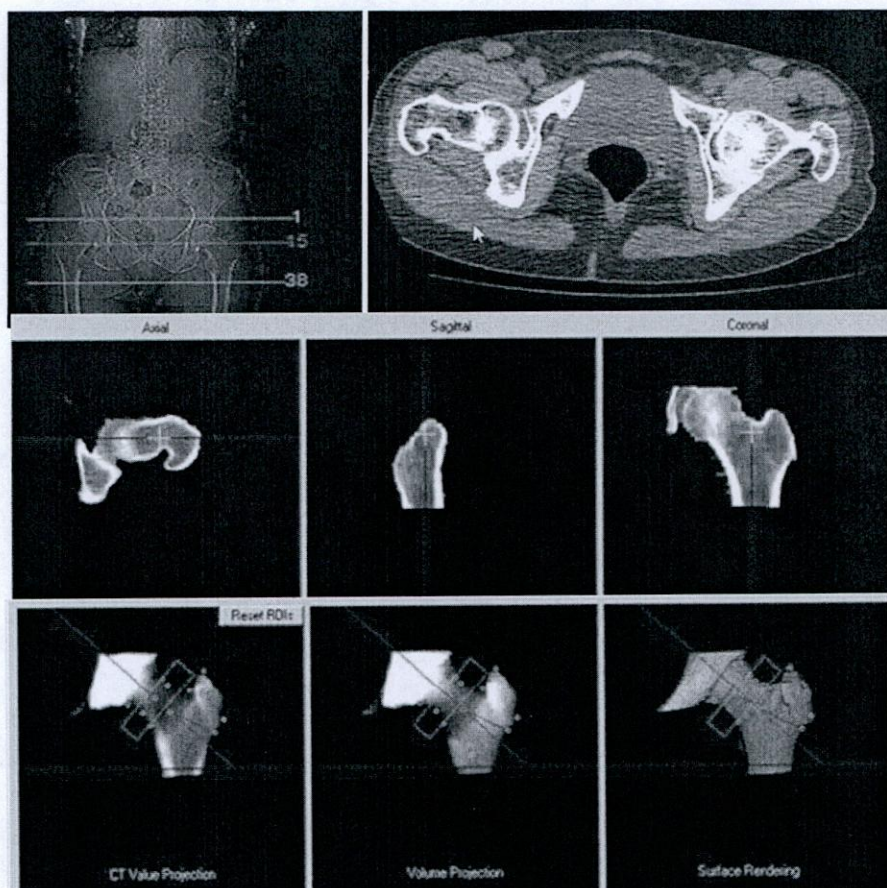 1
15
38
Axial Sagittal Coronal
Reset ROIs
CT Value Projection Volume Projection Surface Rendering